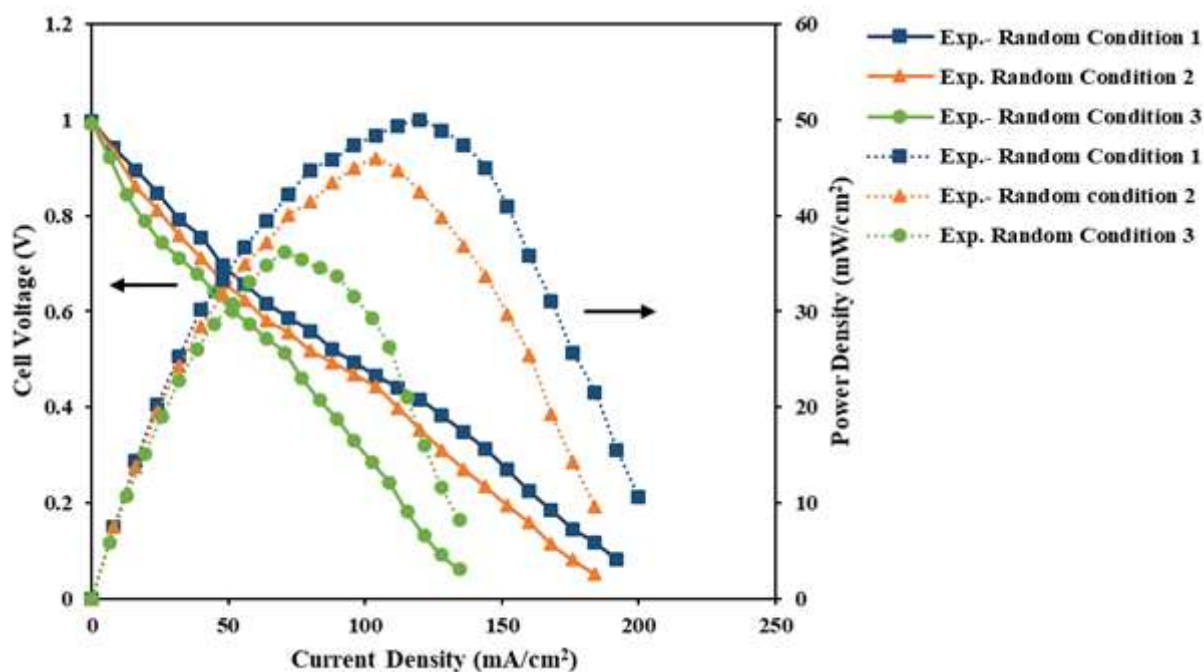 1.2
1
0.8
0.6
0.4
0.2
0
Cell Voltage (V)
0
50
100
150
200
250
Current Density (mA/cm²)
60
50
40
30
20
10
0
Power Density (mW/cm²)
Exp.- Random Condition 1
Exp. Random Condition 2
Exp.- Random Condition 3
Exp.- Random Condition 1
Exp.- Random condition 2
Exp. Random Condition 3